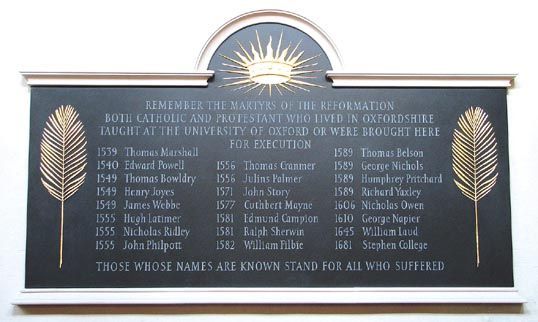 REMEMBER THE MARTYRS OF THE REFORMATION
BOTH CATHOLIC AND PROTESTANT WHO LIVED IN OXFORDSHIRE
TAUGHT AT THE UNIVERSITY OF OXFORD OR WERE BROUGHT HERE
FOR EXECUTION
1539 Thomas Marshall
1540 Edward Powell
1549 Thomas Bowldry
1549 Henry Joyes
1549 James Webbe
1555 Hugh Latimer
1555 Nicholas Ridley
1555 John Philpott
1556 Thomas Cranmer
1556 Julins Palmer
1571 John Story
1577 Cuthbert Mayne
1581 Edmund Campion
1581 Ralph Sherwin
1582 William Filbie
1589 Thomas Belson
1589 George Nichols
1589 Humphrey Pritchard
1589 Richard Yaxley
1606 Nicholas Owen
1610 George Napier
1645 William Laud
1681 Stephen College
THOSE WHOSE NAMES ARE KNOWN STAND FOR ALL WHO SUFFERED